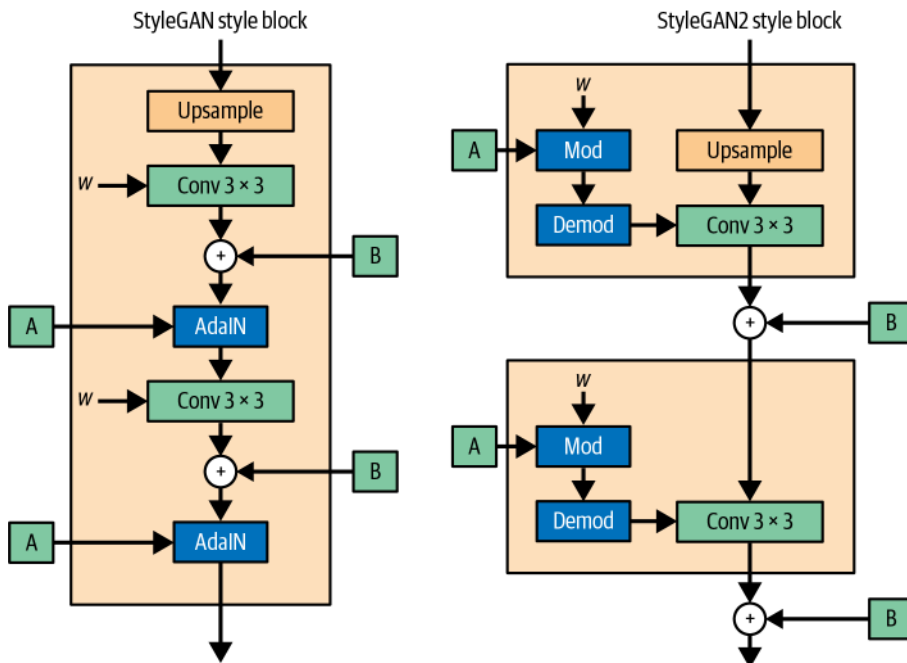 StyleGAN style block
Upsample
w
Conv 3 × 3
+
B
A
AdaIN
w
Conv 3 × 3
+
B
A
AdaIN
StyleGAN2 style block
w
A
Mod
Upsample
Demod
Conv 3 × 3
+
B
w
A
Mod
Demod
Conv 3 × 3
+
B